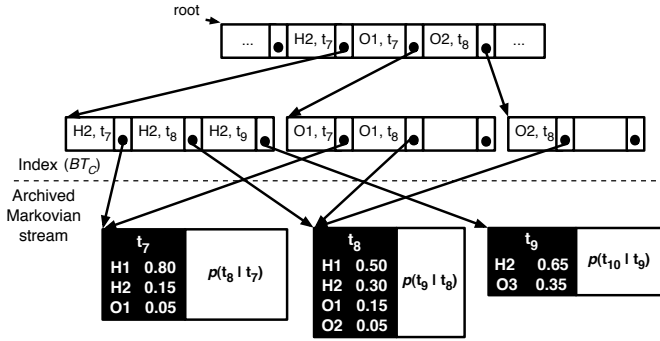 root
... H2, t7 O1, t7 O2, t8 ...
H2, t7 H2, t8 H2, t9 O1, t7 O1, t8 O2, t8
Index (BTC)
Archived
Markovian
stream
t7
H1 0.80
H2 0.15
O1 0.05
p(t8 | t7)
t8
H1 0.50
H2 0.30
O1 0.15
O2 0.05
p(t9 | t8)
t9
H2 0.65
O3 0.35
p(t10 | t9)